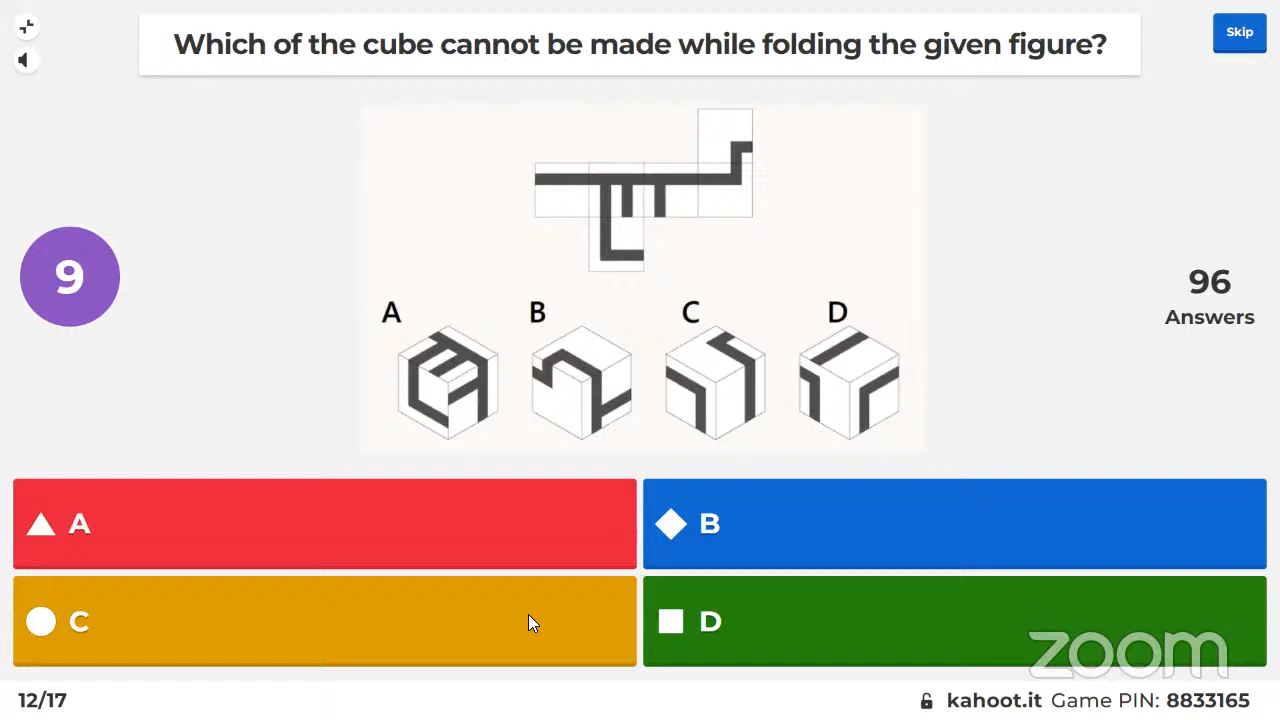 Which of the cube cannot be made while folding the given figure?
Skip
9
96
Answers
A B C D
A
B
C
D
zoom
12/17
kahoot.it Game PIN: 8833165